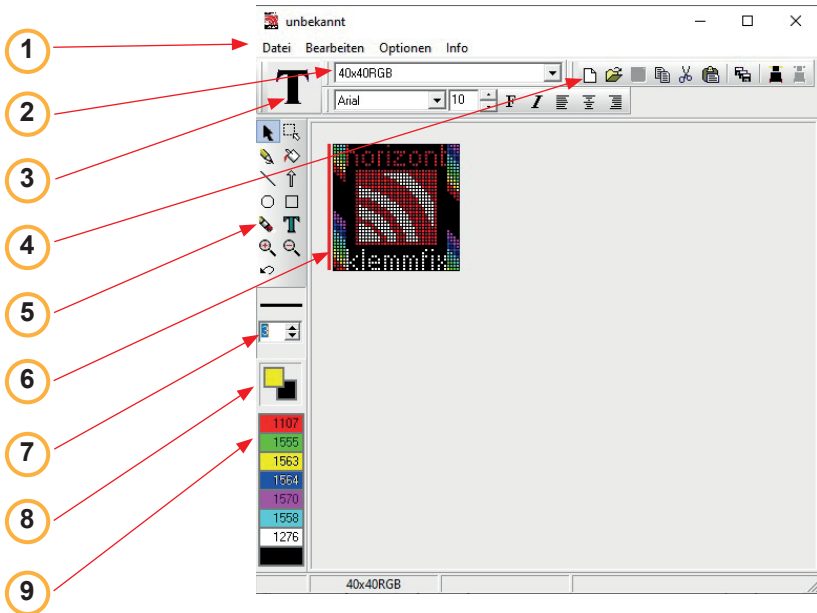 unbekannt
1
Datei Bearbeiten Optionen Info
2
T
40x40RGB
Arial 10 F I
3
horizont
4
T
klemmfix
5
3
6
7
1107
1555
1563
1564
8
1570
1558
1276
9
40x40RGB